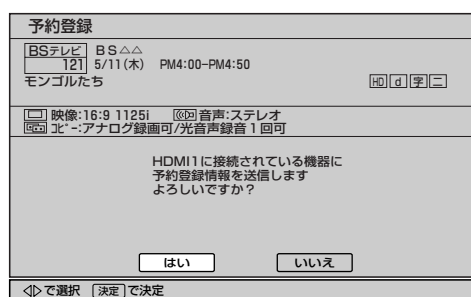 予約登録
BSテレビ BS△△
121 5/11(木) PM4:00-PM4:50
モンゴルたち HD d 字 二
映像:16:9 1125i 音声:ステレオ
コピー:アナログ録画可/光音声録音1回可
HDMI1に接続されている機器に
予約登録情報を送信します
よろしいですか?
はい いいえ
◁▷で選択 決定で決定